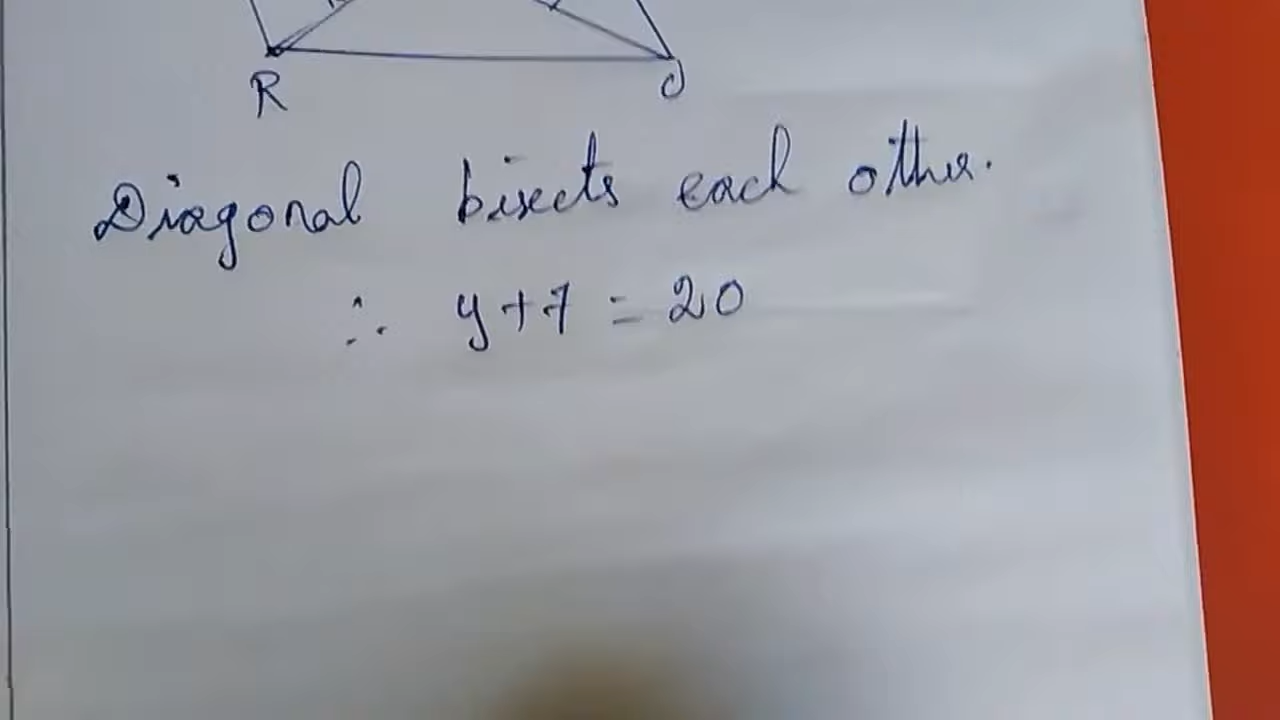 R U
Diagonal bisects each other.
∴ y+7 = 20